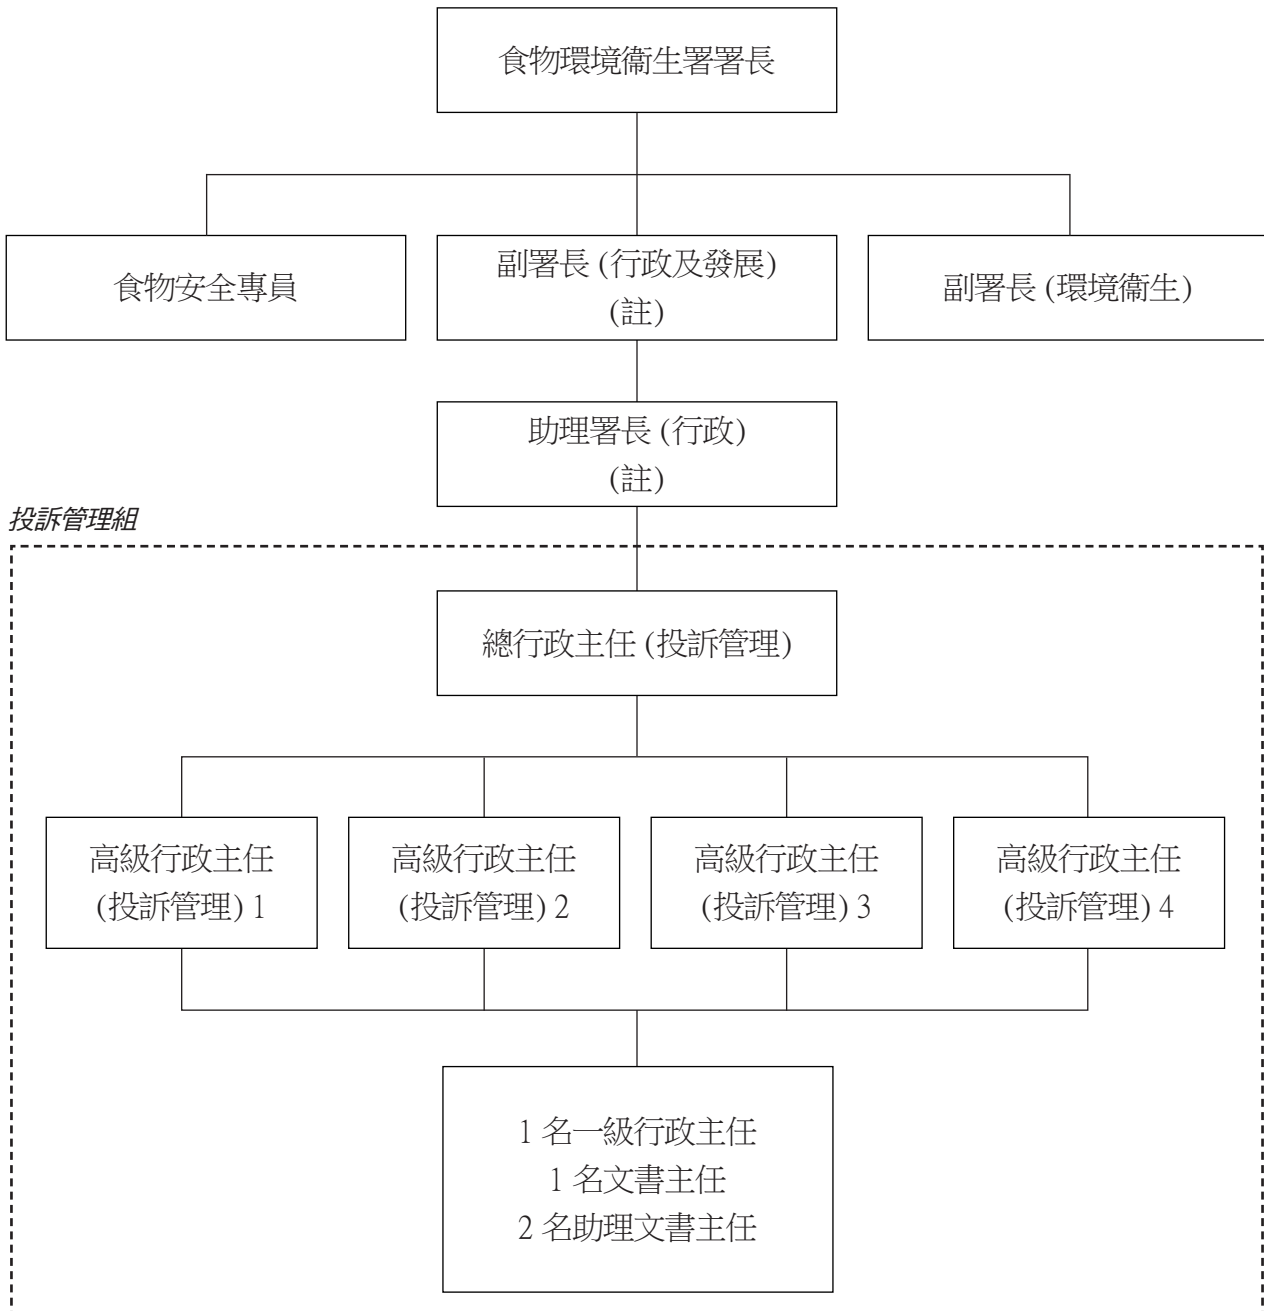 食物環境衞生署署長
食物安全專員
副署長 (行政及發展)
(註)
副署長 (環境衞生)
助理署長 (行政)
(註)
投訴管理組
總行政主任 (投訴管理)
高級行政主任
(投訴管理) 1
高級行政主任
(投訴管理) 2
高級行政主任
(投訴管理) 3
高級行政主任
(投訴管理) 4
1 名一級行政主任
1 名文書主任
2 名助理文書主任